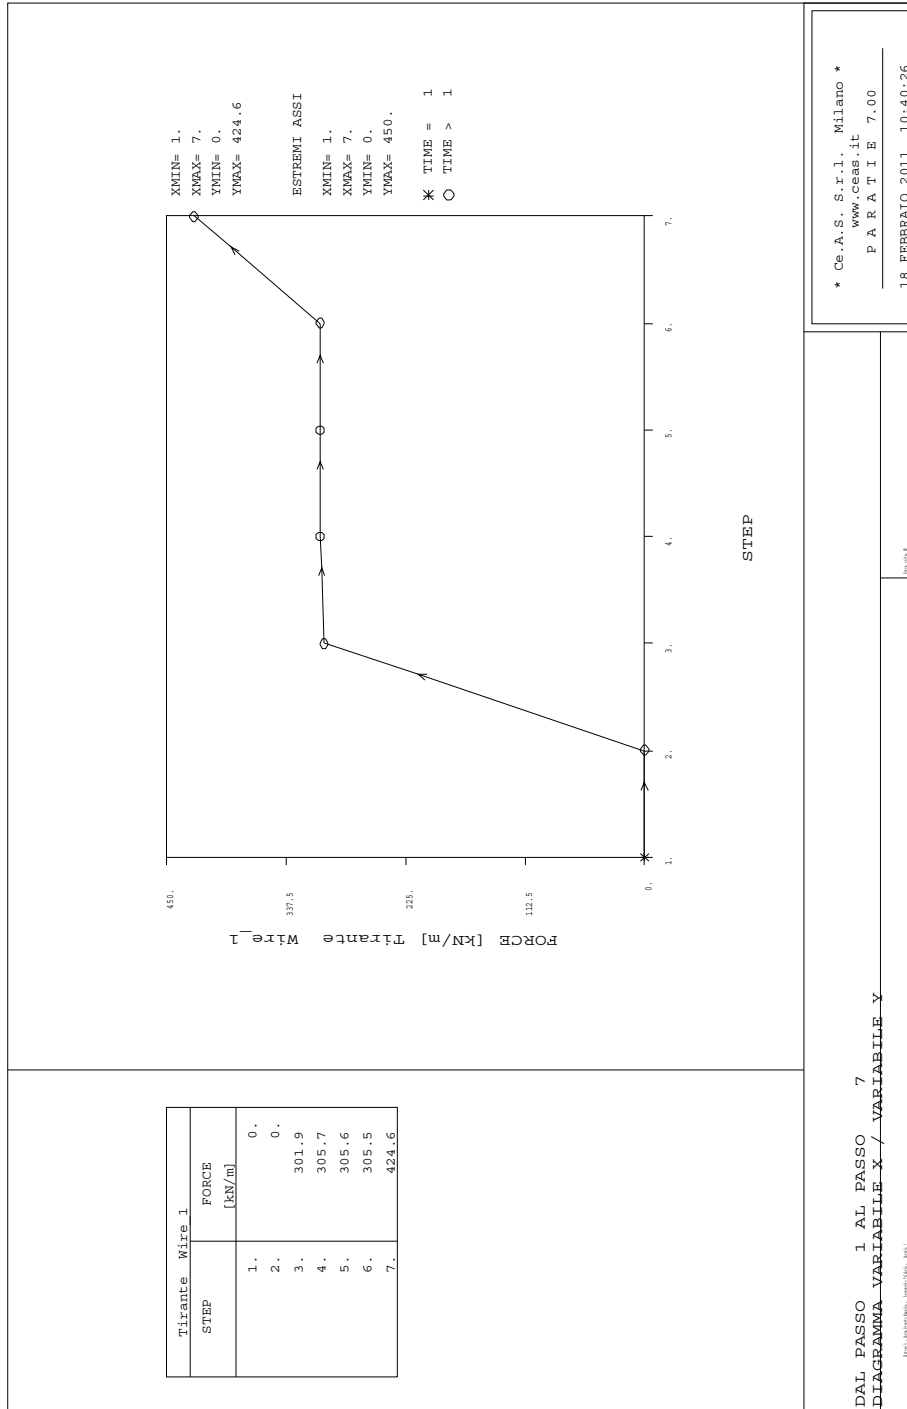 Tirante Wire_1
STEP FORCE
[kN/m]
1. 0.
2. 0.
3. 301.9
4. 305.7
5. 305.6
6. 305.5
7. 424.6
FORCE [kN/m] Tirante Wire_1
450.
337.5
225.
112.5
0.
1. 2. 3. 4. 5. 6. 7.
STEP
XMIN= 1.
XMAX= 7.
YMIN= 0.
YMAX= 424.6
ESTREMI ASSI
XMIN= 1.
XMAX= 7.
YMIN= 0.
YMAX= 450.
TIME = 1
TIME > 1
DAL PASSO 1 AL PASSO 7
DIAGRAMMA VARIABILE X / VARIABILE Y
* Ce.A.S. S.r.l. Milano *
www.ceas.it
P A R A T I E 7.00
18 FEBBRAIO 2011 10:40:26